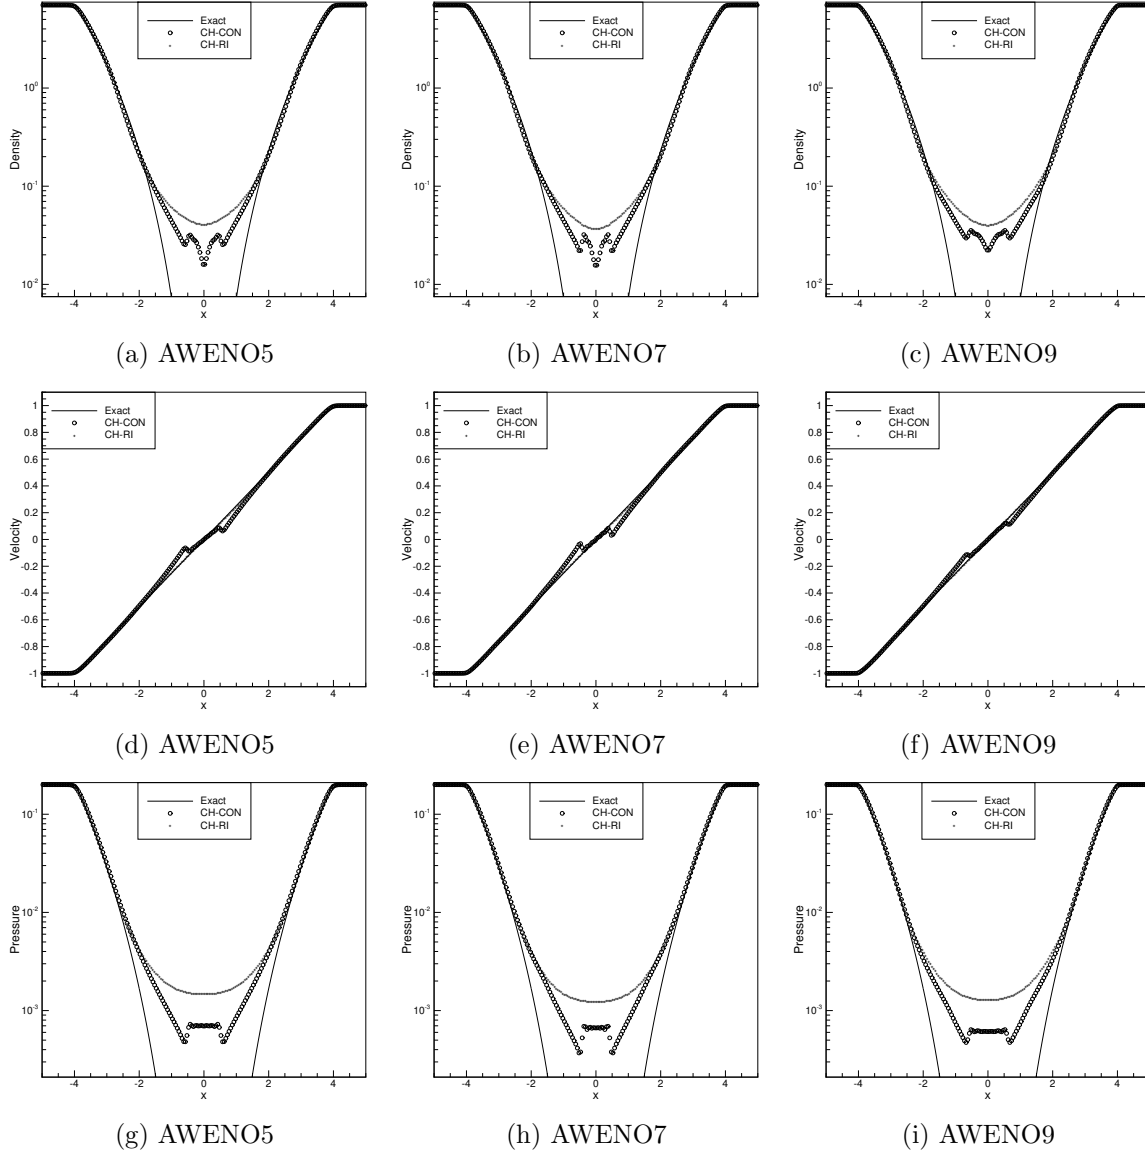 Exact
CH-CON
CH-RI
Density
10^0
10^-1
10^-2
-4 -2 0 2 4
x
(a) AWENO5
Exact
CH-CON
CH-RI
Density
10^0
10^-1
10^-2
-4 -2 0 2 4
x
(b) AWENO7
Exact
CH-CON
CH-RI
Density
10^0
10^-1
10^-2
-4 -2 0 2 4
x
(c) AWENO9
Exact
CH-CON
CH-RI
Velocity
1
0.8
0.6
0.4
0.2
0
-0.2
-0.4
-0.6
-0.8
-1
-4 -2 0 2 4
x
(d) AWENO5
Exact
CH-CON
CH-RI
Velocity
1
0.8
0.6
0.4
0.2
0
-0.2
-0.4
-0.6
-0.8
-1
-4 -2 0 2 4
x
(e) AWENO7
Exact
CH-CON
CH-RI
Velocity
1
0.8
0.6
0.4
0.2
0
-0.2
-0.4
-0.6
-0.8
-1
-4 -2 0 2 4
x
(f) AWENO9
Exact
CH-CON
CH-RI
Pressure
10^-1
10^-2
10^-3
-4 -2 0 2 4
x
(g) AWENO5
Exact
CH-CON
CH-RI
Pressure
10^-1
10^-2
10^-3
-4 -2 0 2 4
x
(h) AWENO7
Exact
CH-CON
CH-RI
Pressure
10^-1
10^-2
10^-3
-4 -2 0 2 4
x
(i) AWENO9